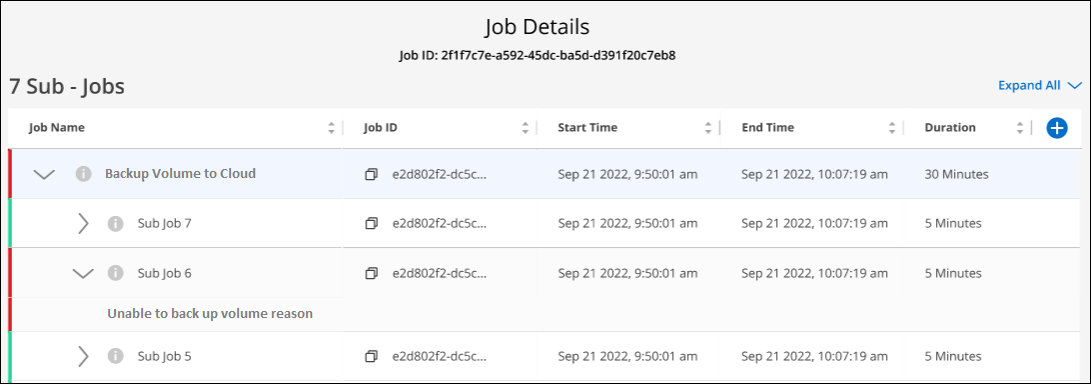 Job Details
Job ID: 2f1f7c7e-a592-45dc-ba5d-d391f20c7eb8
7 Sub - Jobs
Expand All
Job Name Job ID Start Time End Time Duration
Backup Volume to Cloud e2d802f2-dc5c... Sep 21 2022, 9:50:01 am Sep 21 2022, 10:07:19 am 30 Minutes
Sub Job 7 e2d802f2-dc5c... Sep 21 2022, 9:50:01 am Sep 21 2022, 10:07:19 am 5 Minutes
Sub Job 6 e2d802f2-dc5c... Sep 21 2022, 9:50:01 am Sep 21 2022, 10:07:19 am 5 Minutes
Unable to back up volume reason
Sub Job 5 e2d802f2-dc5c... Sep 21 2022, 9:50:01 am Sep 21 2022, 10:07:19 am 5 Minutes